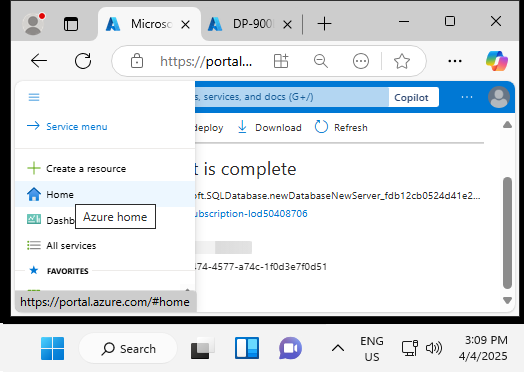 Microso
DP-900
https://portal...
s, services, and docs (G+/)
Copilot
Service menu
deploy
Download
Refresh
Create a resource
t is complete
Home
oft.SQLDatabase.newDatabaseNewServer_fdb12cb0524d41e2...
Dashb
Azure home
ubscription-lod50408706
All services
FAVORITES
474-4577-a74c-1f0d3e7f0d51
https://portal.azure.com/#home
Search
ENG
US
3:09 PM
4/4/2025